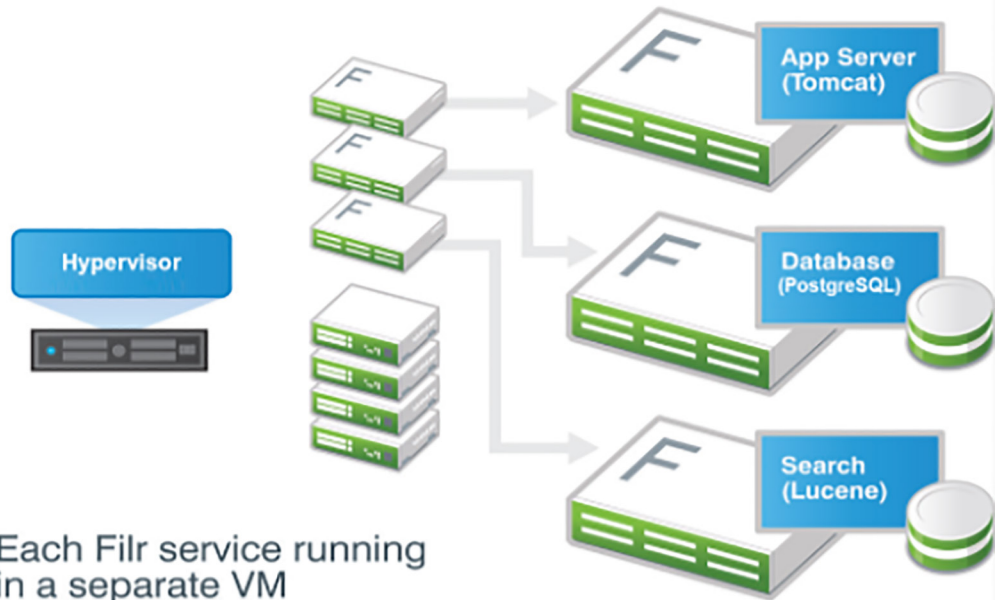 F
App Server
(Tomcat)
F
F
F
Hypervisor
F
Database
(PostgreSQL)
F
Search
(Lucene)
Each Filr service running
in a separate VM